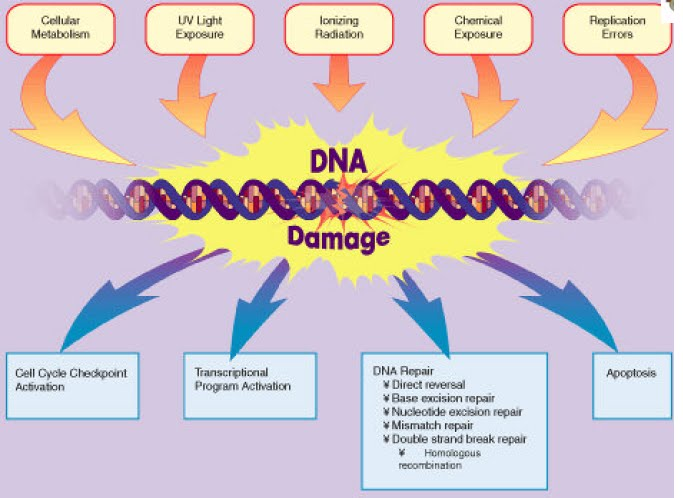 Cellular
Metabolism
UV Light
Exposure
Ionizing
Radiation
Chemical
Exposure
Replication
Errors
DNA
Damage
Cell Cycle Checkpoint
Activation
Transcriptional
Program Activation
DNA Repair
¥ Direct reversal
¥ Base excision repair
¥ Nucleotide excision repair
¥ Mismatch repair
¥ Double strand break repair
¥ Homologous
recombination
Apoptosis